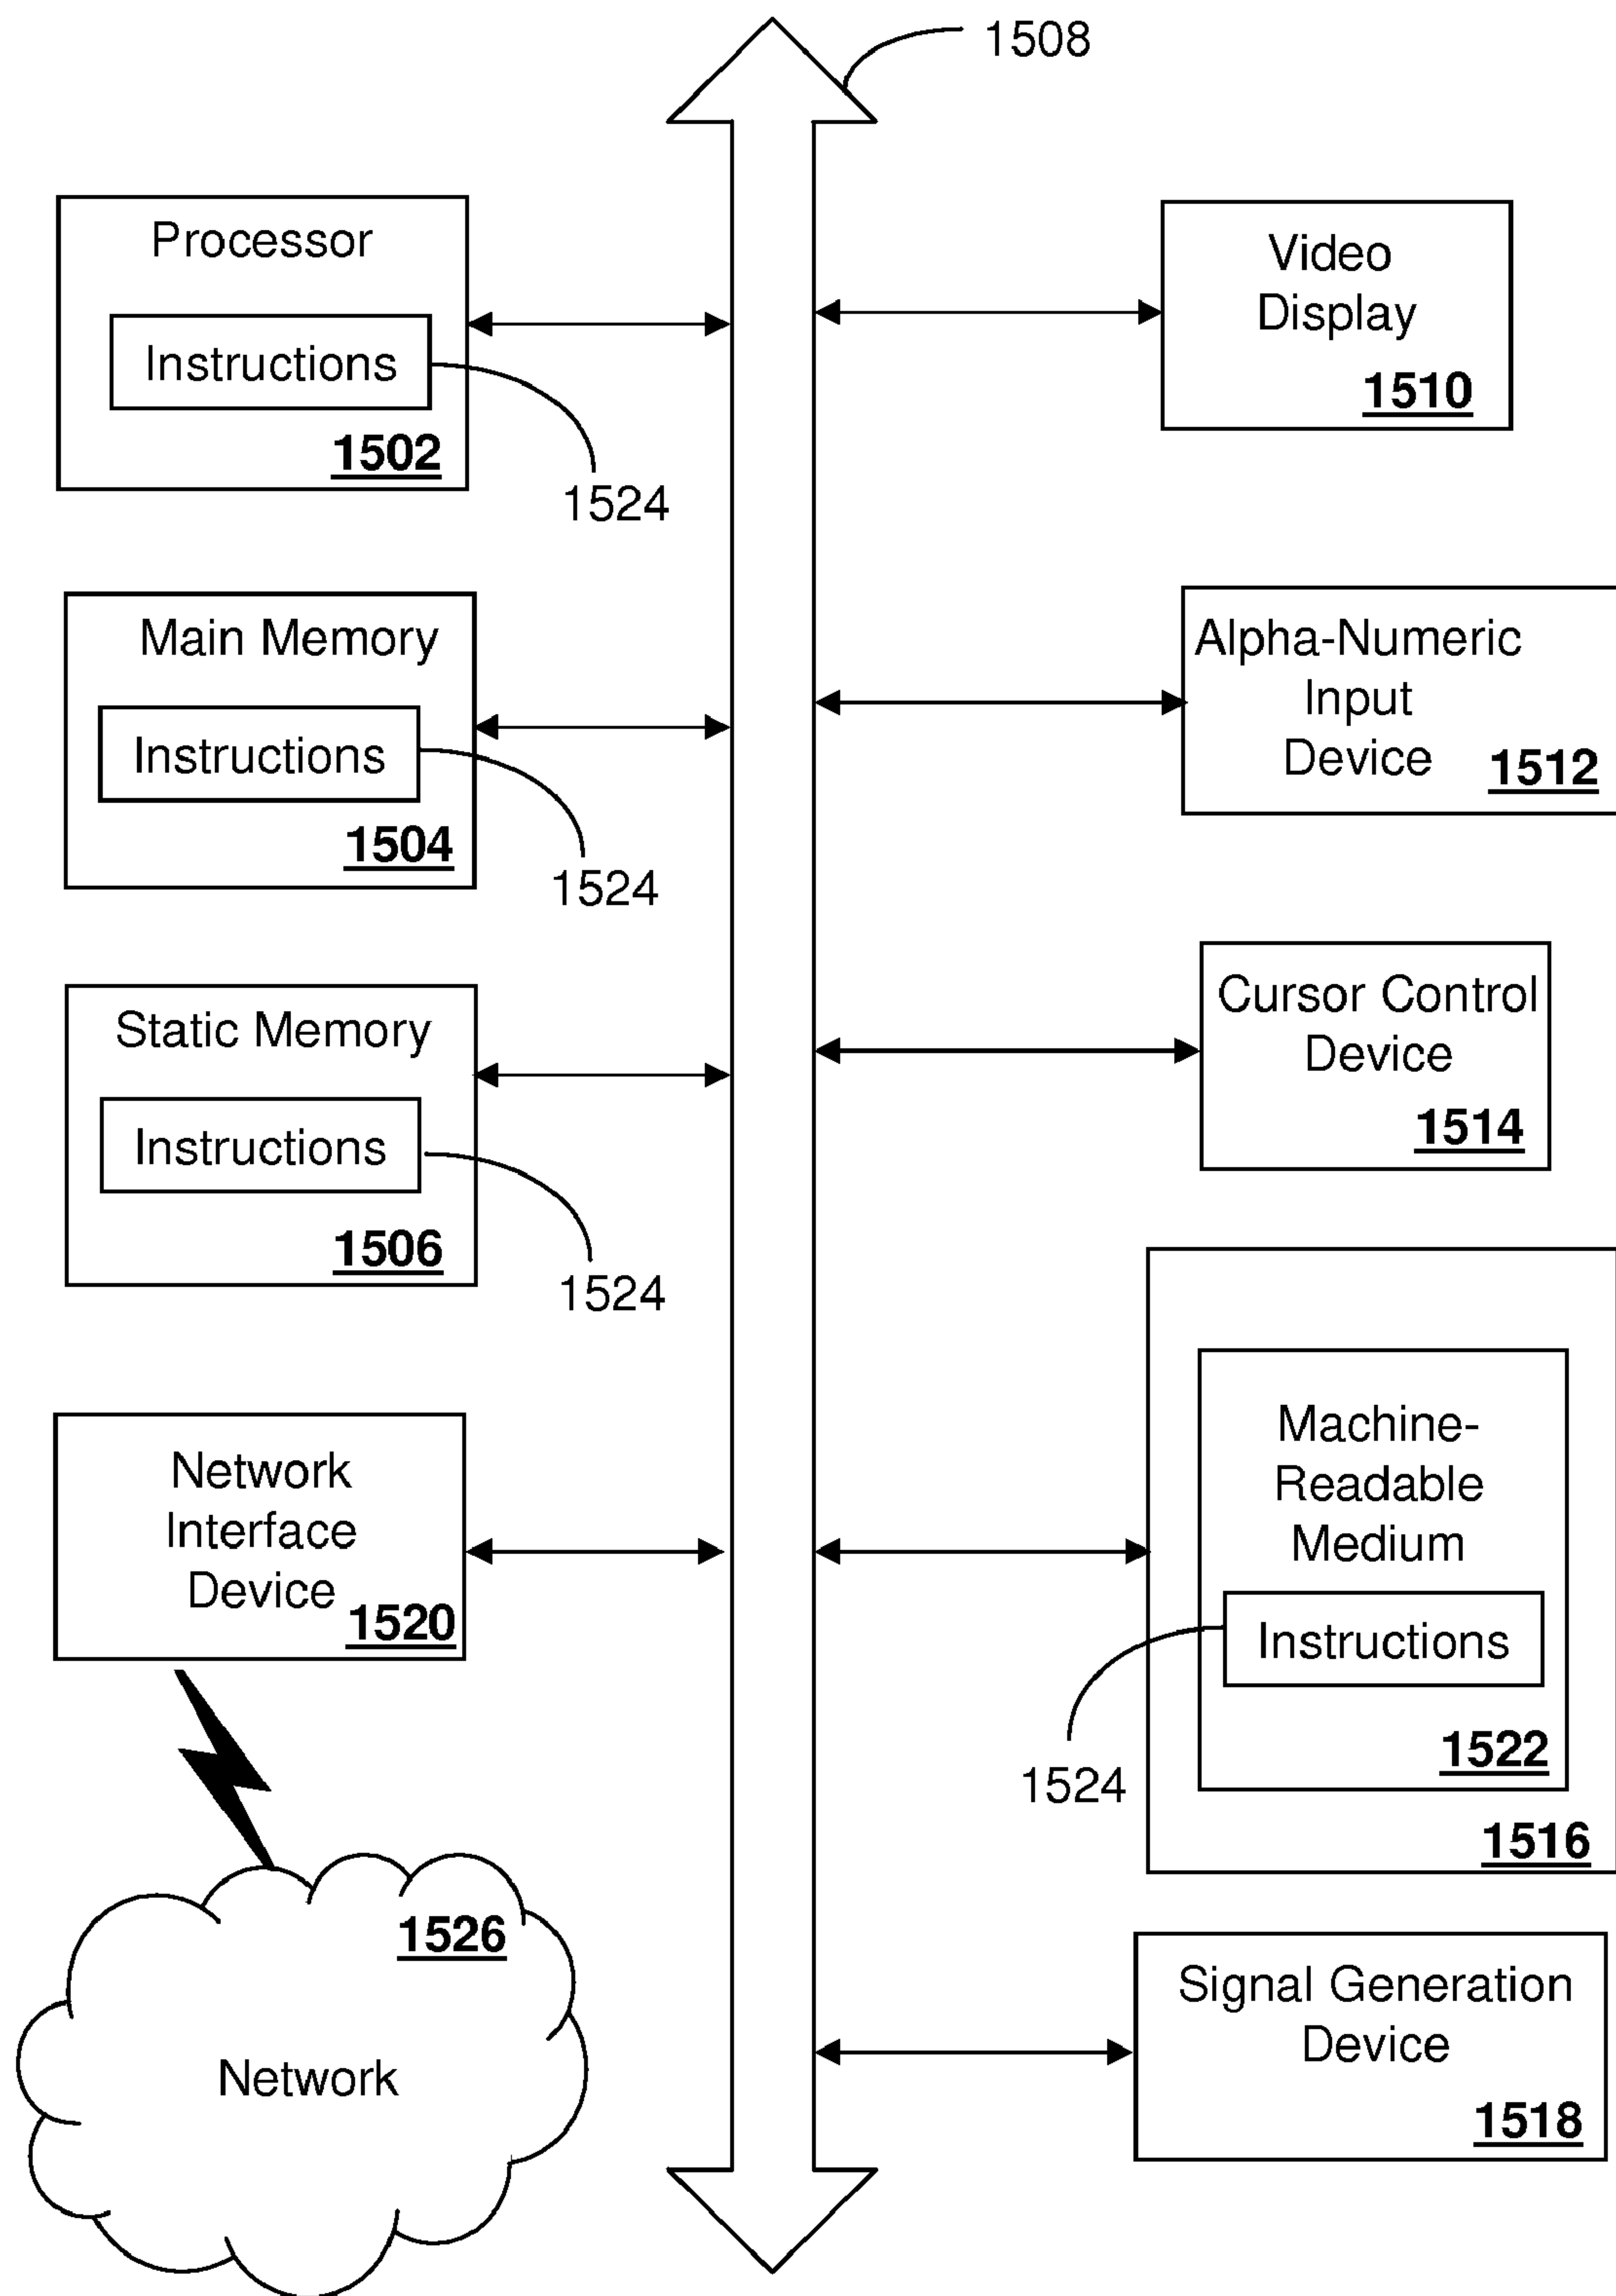 1508
Processor
Instructions
1502
1524
Main Memory
Instructions
1504
1524
Static Memory
Instructions
1506
1524
Network
Interface
Device
1520
1526
Network
Video
Display
1510
Alpha-Numeric
Input
Device
1512
Cursor Control
Device
1514
Machine-
Readable
Medium
Instructions
1522
1524
1516
Signal Generation
Device
1518